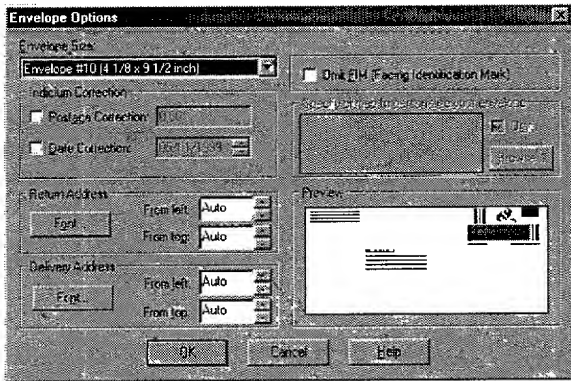 Envelope Options
Envelope Size:
Envelope #10 (4 1/8 x 9 1/2 inch)
Omit FIM (Facing Identification Mark)
Indicium Correction
Postage Correction: 0.00
Date Correction:
Return Address
Font...
From left: Auto
From top: Auto
Delivery Address
Font...
From left: Auto
From top: Auto
Preview
OK
Cancel
Help